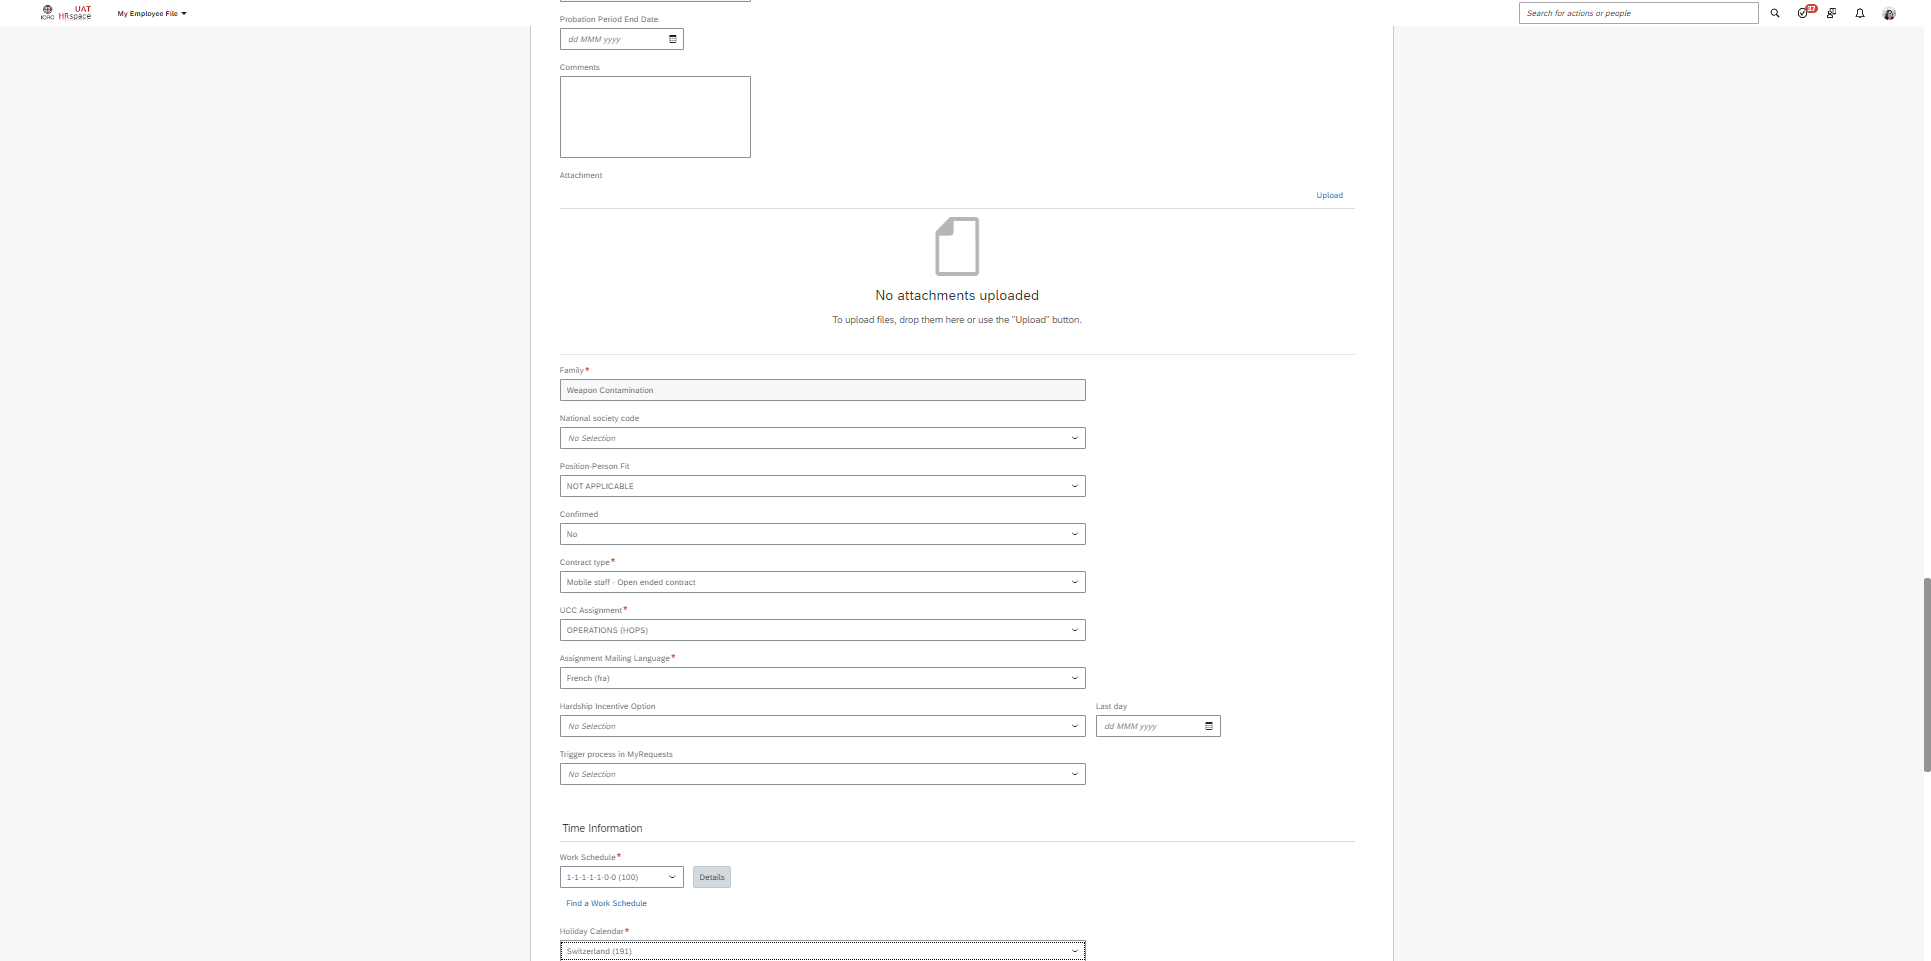 ICRC
UAT
HRspace
My Employee File
Search for actions or people
37
Probation Period End Date
dd MMM yyyy
Comments
Attachment
Upload
No attachments uploaded
To upload files, drop them here or use the "Upload" button.
Family*
Weapon Contamination
National society code
No Selection
Position-Person Fit
NOT APPLICABLE
Confirmed
No
Contract type*
Mobile staff - Open ended contract
UCC Assignment*
OPERATIONS (HOPS)
Assignment Mailing Language*
French (fra)
Hardship Incentive Option
Last day
No Selection
dd MMM yyyy
Trigger process in MyRequests
No Selection
Time Information
Work Schedule*
1-1-1-1-1-0-0 (100)
Details
Find a Work Schedule
Holiday Calendar*
Switzerland (191)